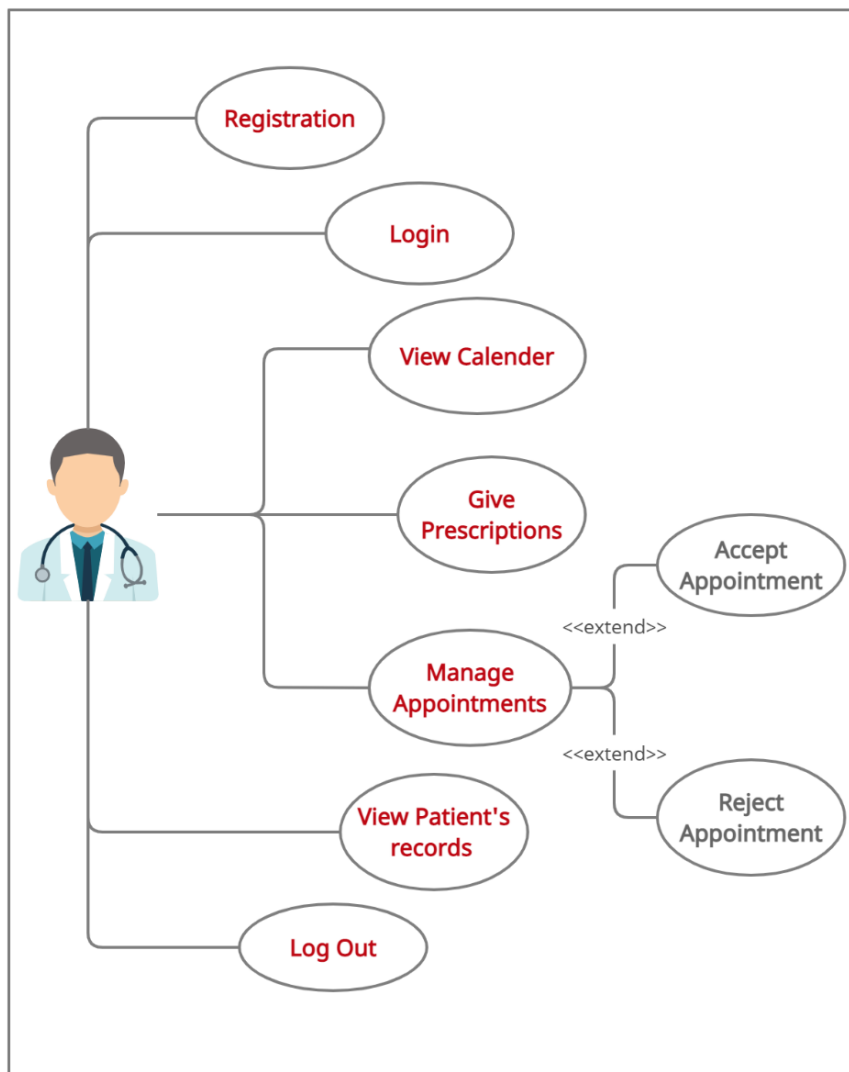 Registration
Login
View Calender
Give
Prescriptions
Accept
Appointment
<<extend>>
Manage
Appointments
<<extend>>
Reject
Appointment
View Patient's
records
Log Out